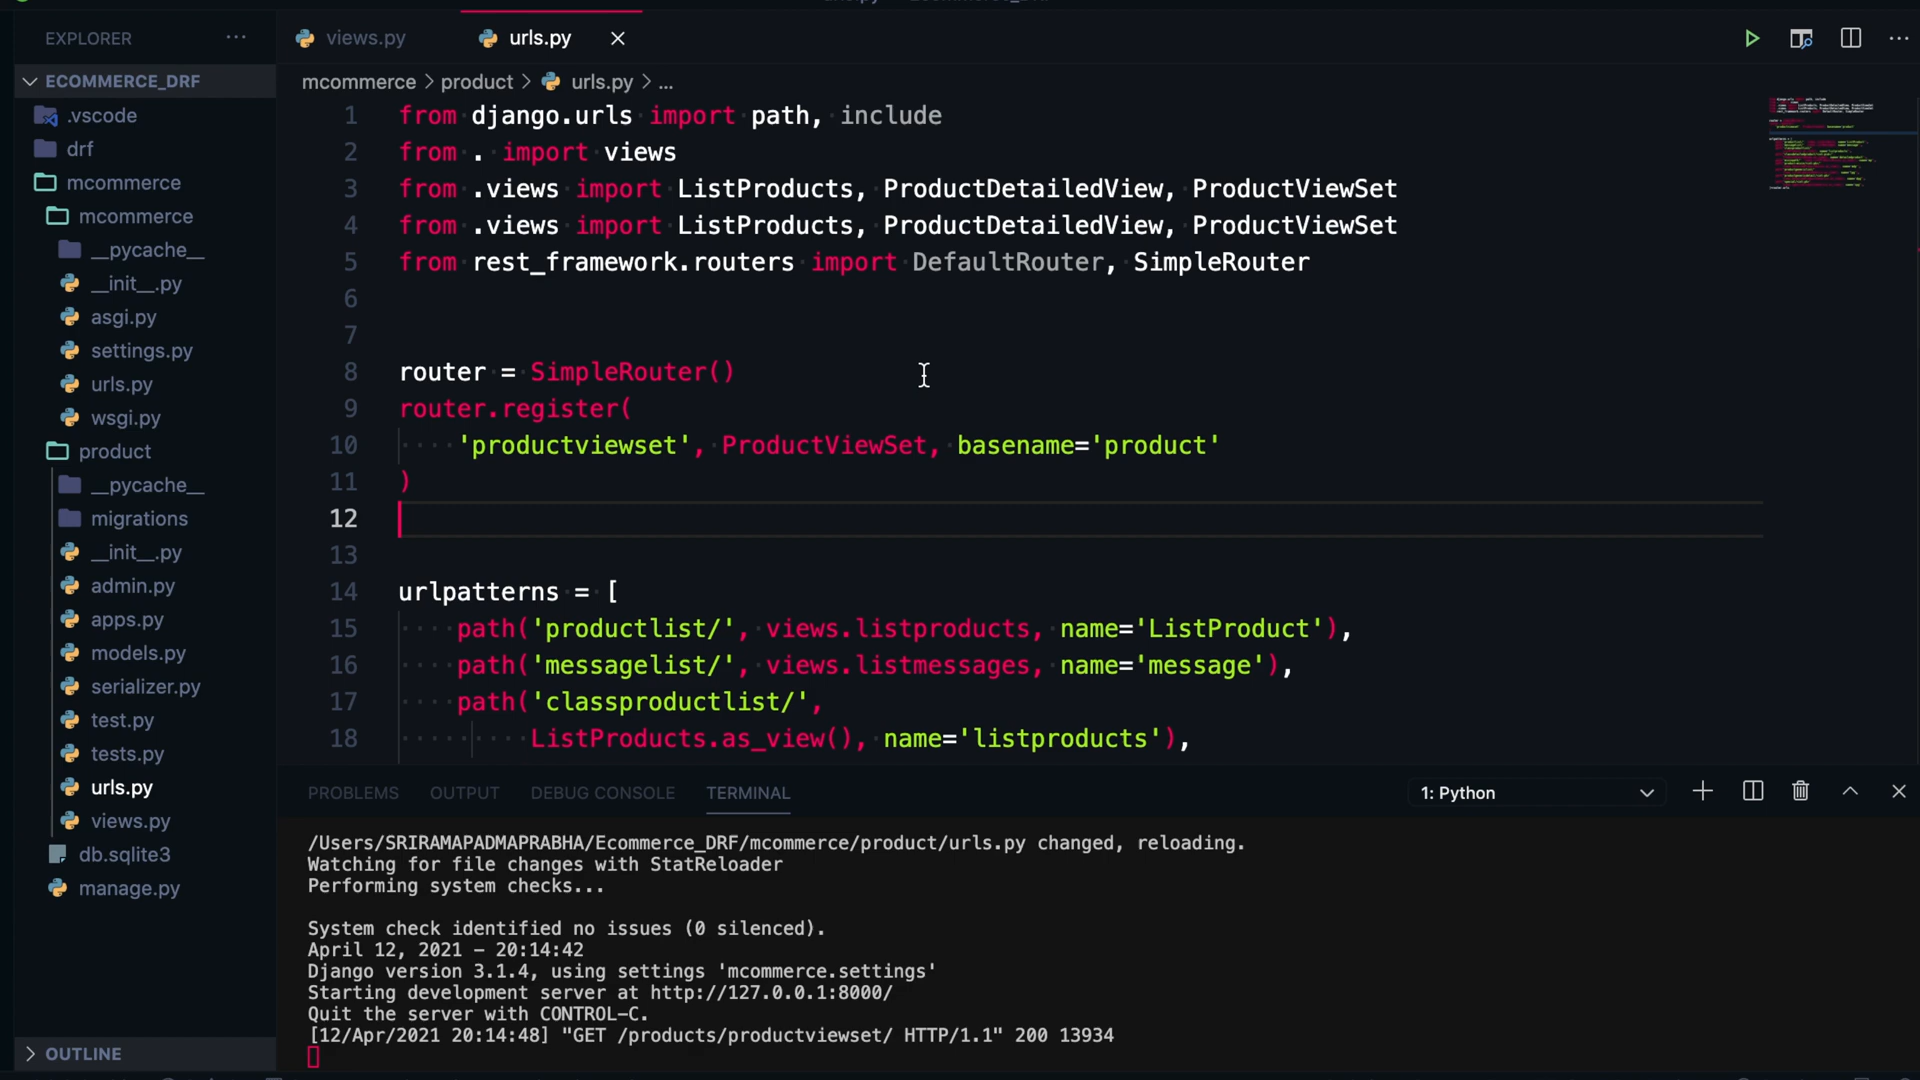 EXPLORER
ECOMMERCE_DRF
.vscode
drf
mcommerce
mcommerce
__pycache__
__init__.py
asgi.py
settings.py
urls.py
wsgi.py
product
__pycache__
migrations
__init__.py
admin.py
apps.py
models.py
serializer.py
test.py
tests.py
urls.py
views.py
db.sqlite3
manage.py
OUTLINE
views.py
urls.py
mcommerce > product > urls.py > ...
1 from django.urls import path, include
2 from . import views
3 from .views import ListProducts, ProductDetailedView, ProductViewSet
4 from .views import ListProducts, ProductDetailedView, ProductViewSet
5 from rest_framework.routers import DefaultRouter, SimpleRouter
6
7
8 router = SimpleRouter()
9 router.register(
10 'productviewset', ProductViewSet, basename='product'
11 )
12
13
14 urlpatterns = [
15 path('productlist/', views.listproducts, name='ListProduct'),
16 path('messagelist/', views.listmessages, name='message'),
17 path('classproductlist/',
18 ListProducts.as_view(), name='listproducts'),
PROBLEMS OUTPUT DEBUG CONSOLE TERMINAL 1: Python
/Users/SRIRAMAPADMAPRABHA/Ecommerce_DRF/mcommerce/product/urls.py changed, reloading.
Watching for file changes with StatReloader
Performing system checks...
System check identified no issues (0 silenced).
April 12, 2021 - 20:14:42
Django version 3.1.4, using settings 'mcommerce.settings'
Starting development server at http://127.0.0.1:8000/
Quit the server with CONTROL-C.
[12/Apr/2021 20:14:48] "GET /products/productviewset/ HTTP/1.1" 200 13934